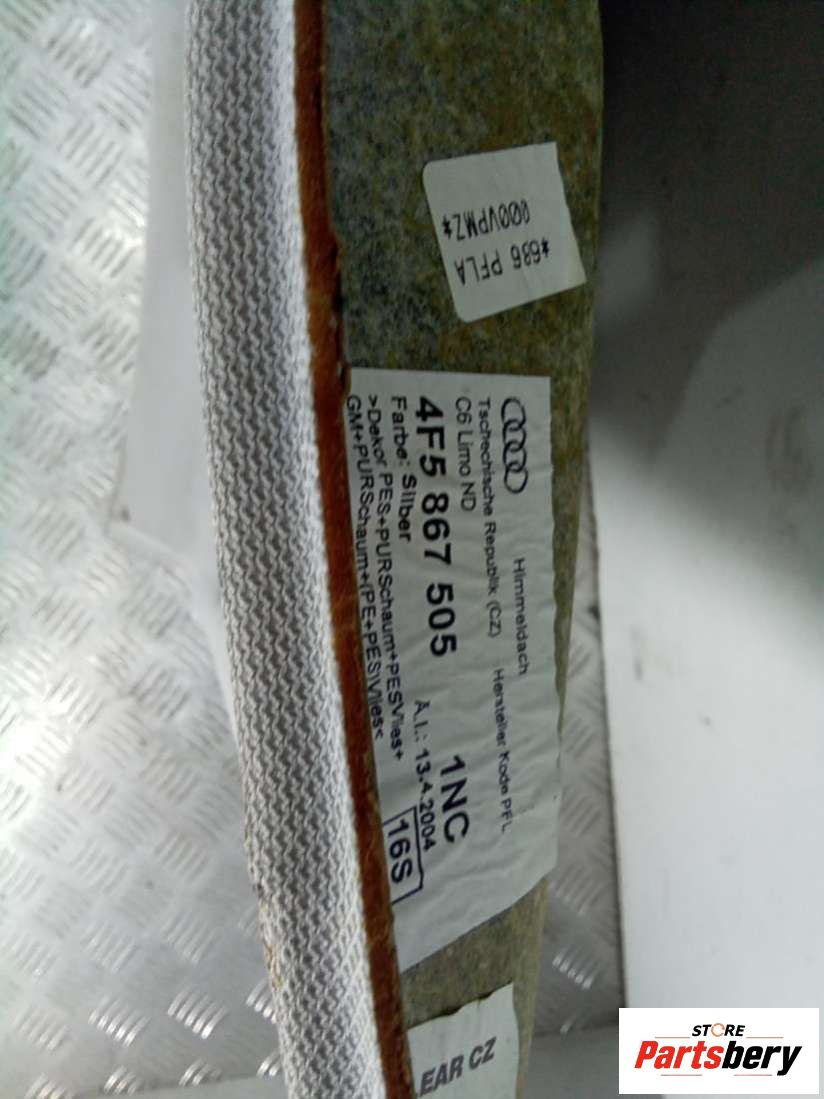 *686 PFLA
000VPMZ*
Himmeldach
Tschechische Republik (CZ) Hersteller Kode PFL
C6 Limo ND
4F5 867 505 1NC
Farbe: Silber Ä.I.: 13.4.2004
>Dekor PES+PURSchaum+PESVlies+
GM+PURSchaum+(PE+PES)Vlies<
16S
EAR CZ
STORE
Partsbery